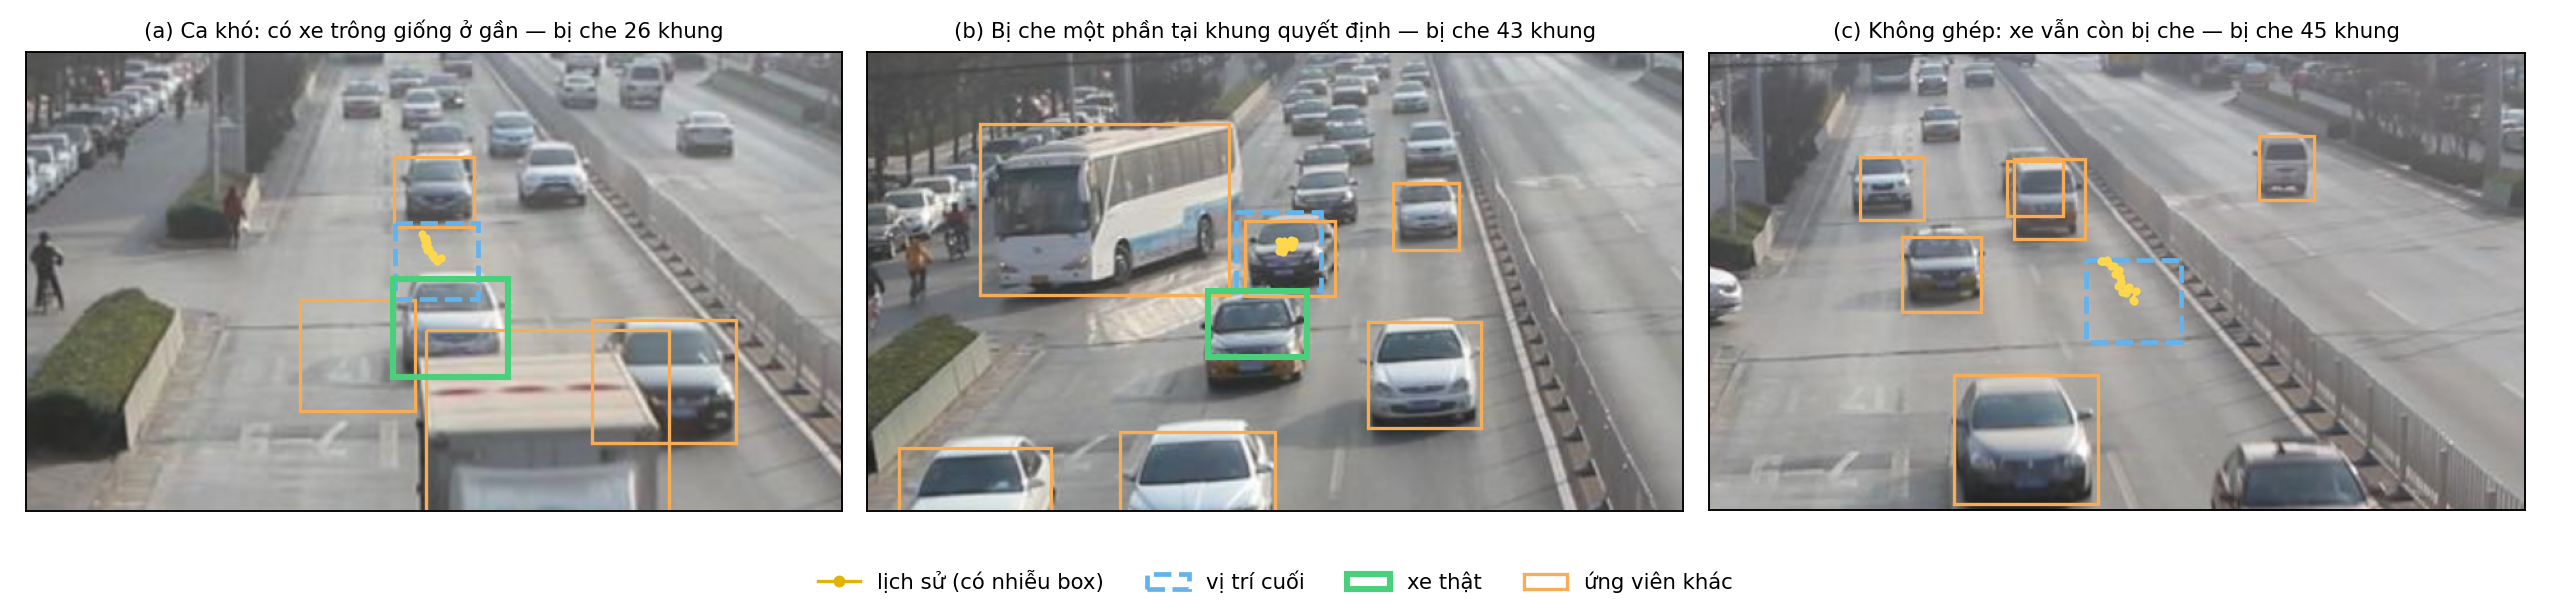 (a) Ca khó: có xe trông giống ở gần — bị che 26 khung
(b) Bị che một phần tại khung quyết định — bị che 43 khung
(c) Không ghép: xe vẫn còn bị che — bị che 45 khung
lịch sử (có nhiễu box)
vị trí cuối
xe thật
ứng viên khác